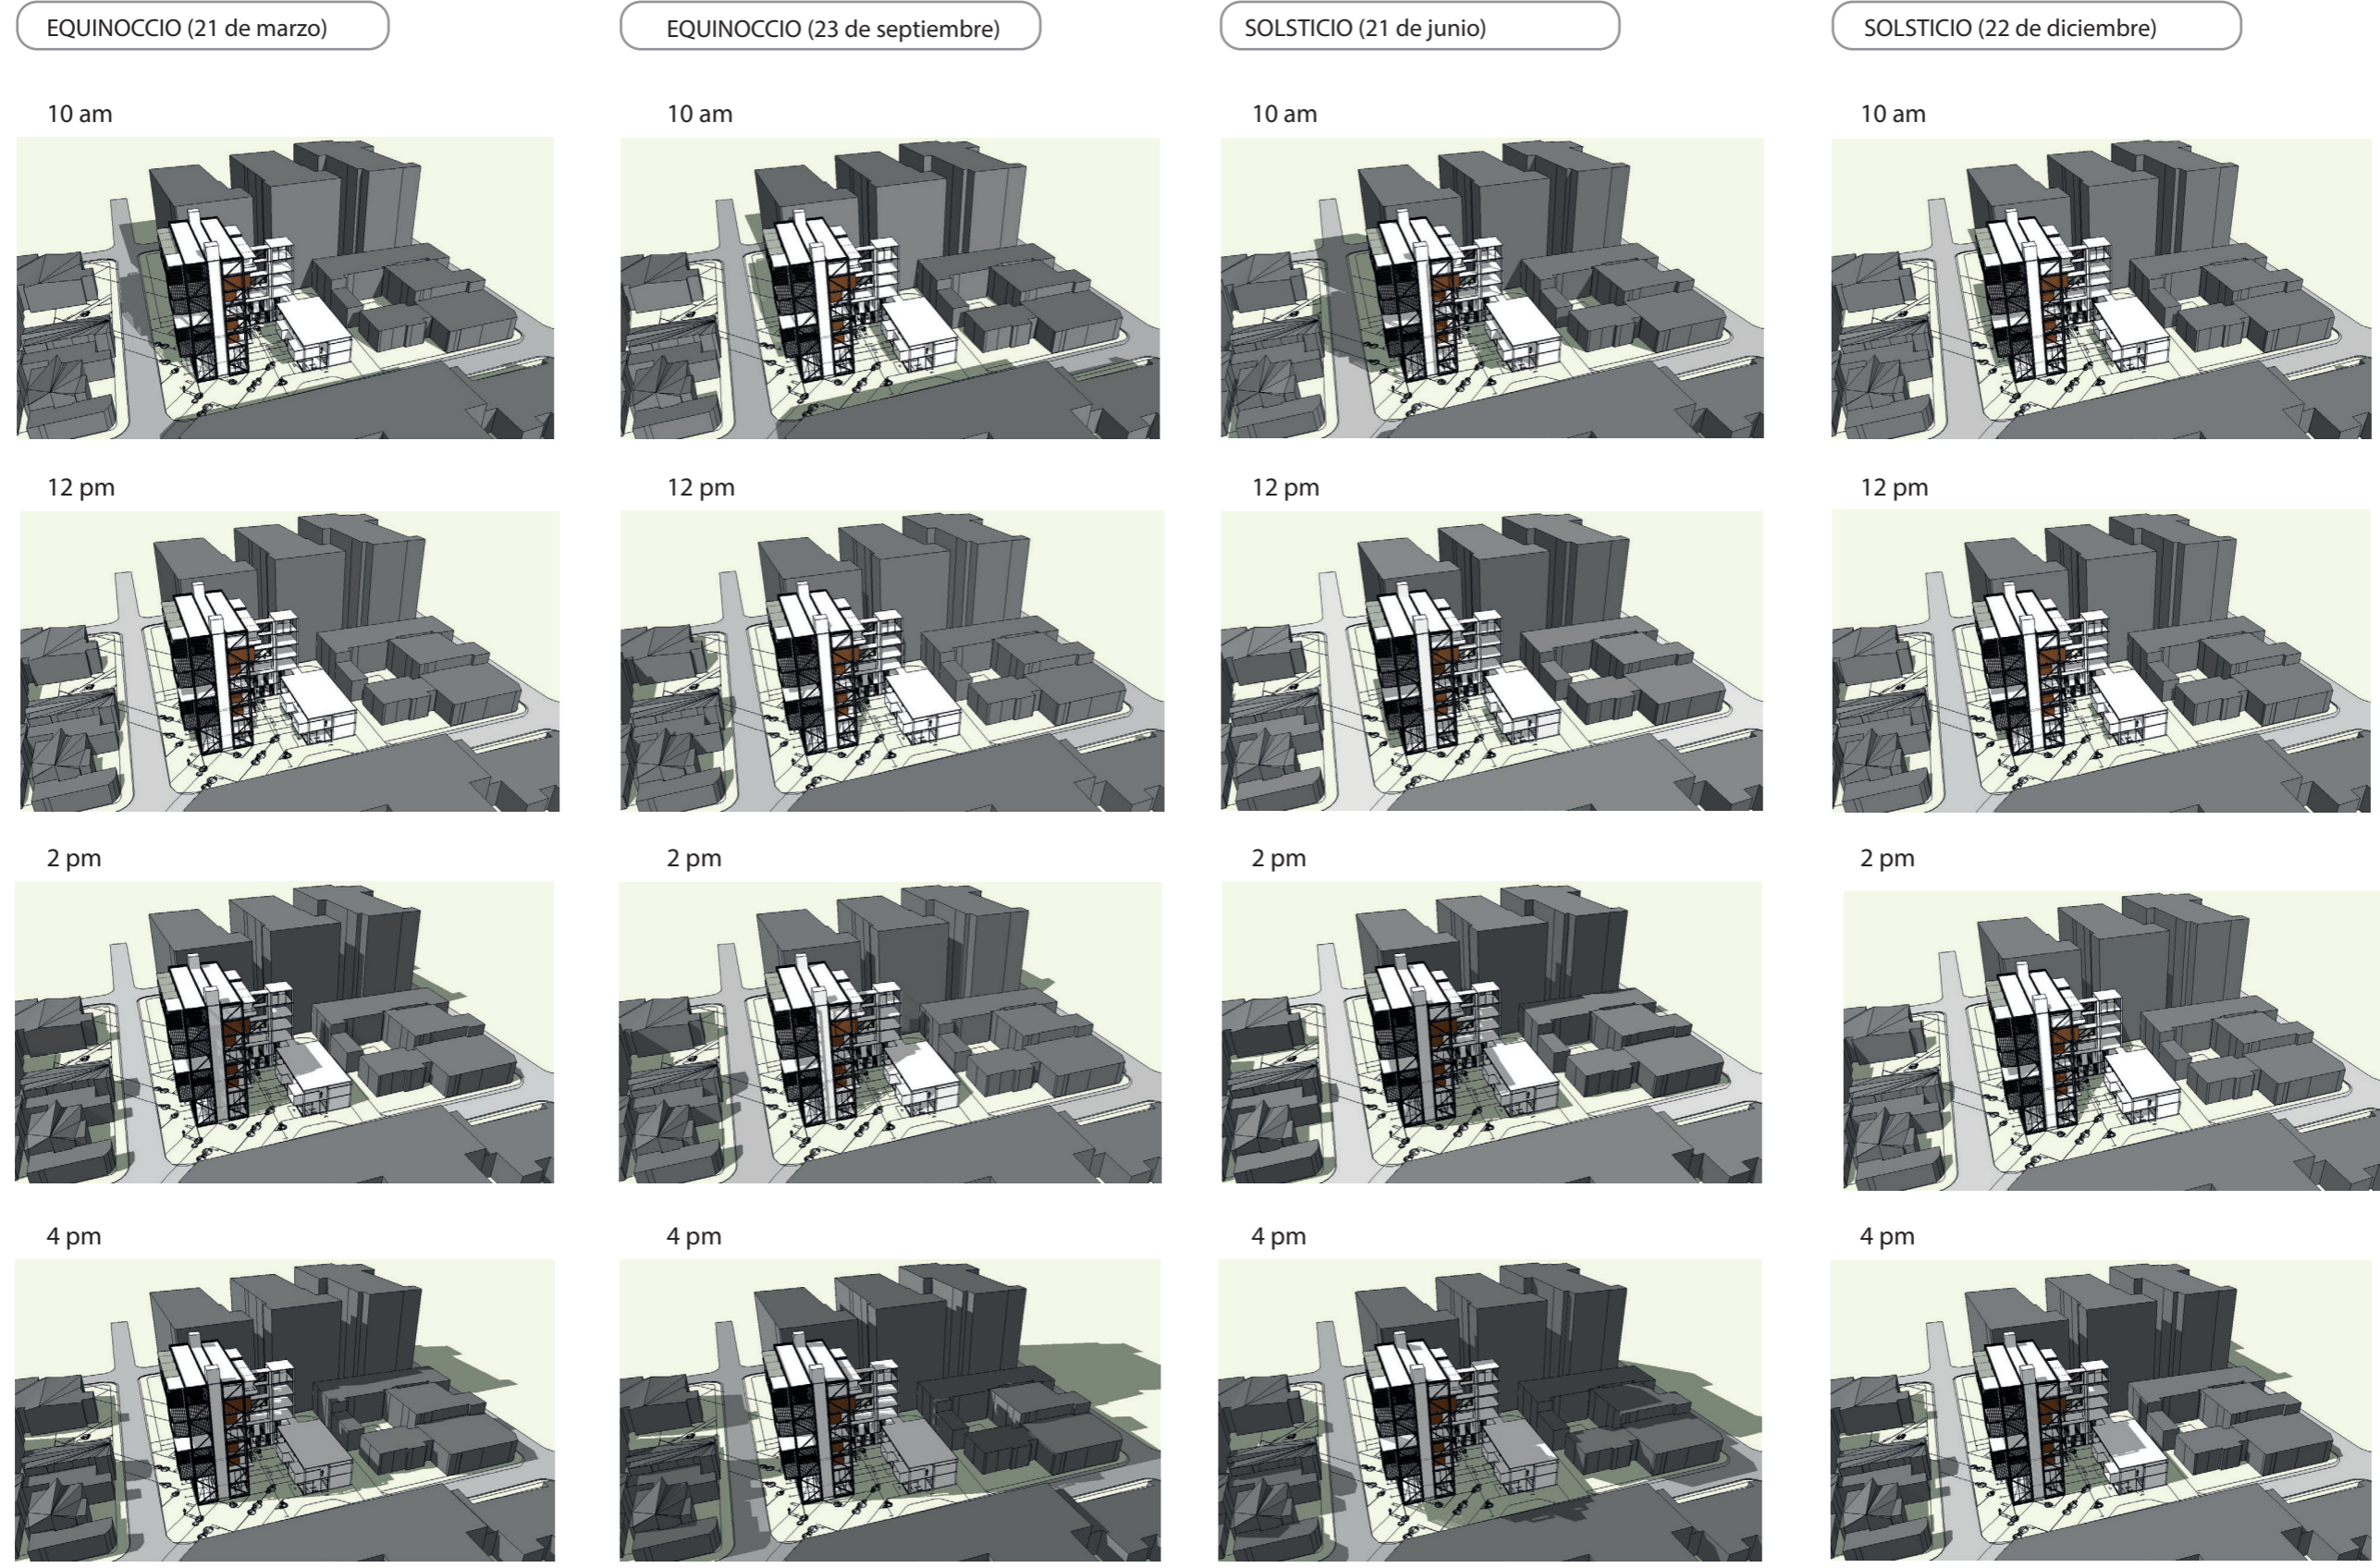 EQUINOCCIO (21 de marzo)
EQUINOCCIO (23 de septiembre)
SOLSTICIO (21 de junio)
SOLSTICIO (22 de diciembre)
10 am
10 am
10 am
10 am
12 pm
12 pm
12 pm
12 pm
2 pm
2 pm
2 pm
2 pm
4 pm
4 pm
4 pm
4 pm